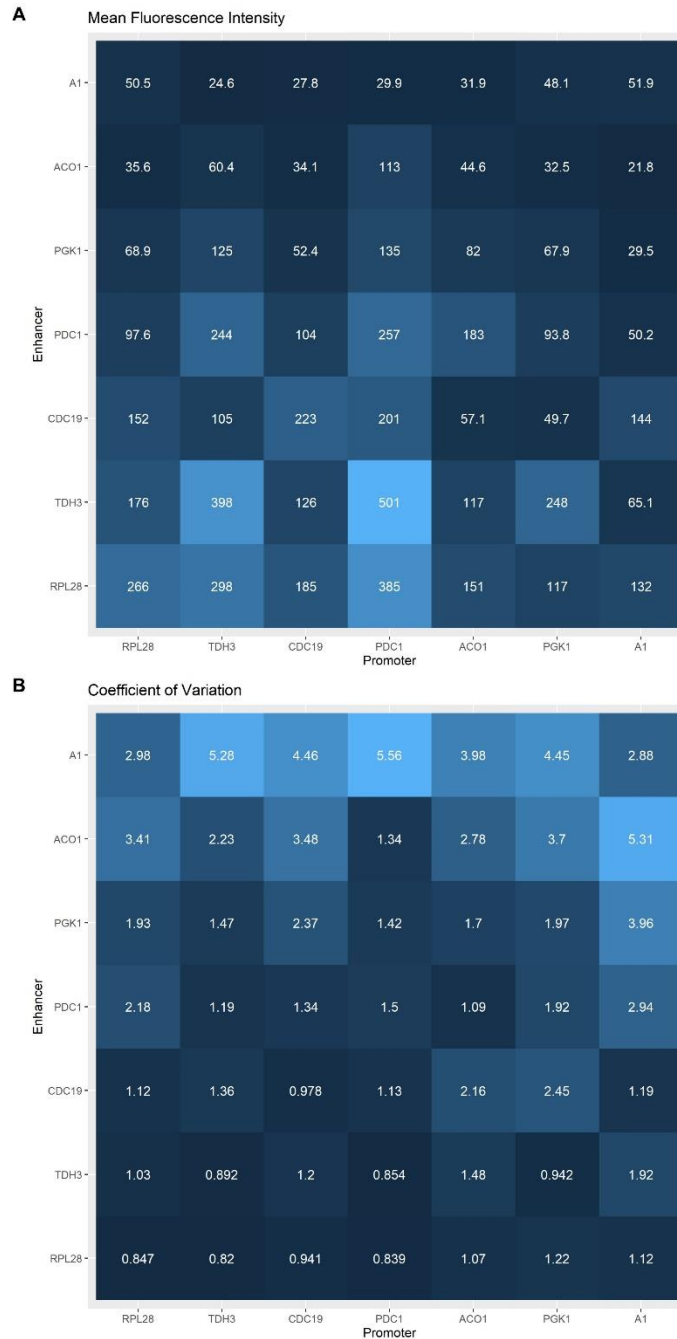 A
Mean Fluorescence Intensity
A1 50.5 24.6 27.8 29.9 31.9 48.1 51.9
ACO1 35.6 60.4 34.1 113 44.6 32.5 21.8
PGK1 68.9 125 52.4 135 82 67.9 29.5
PDC1 97.6 244 104 257 183 93.8 50.2
Enhancer
CDC19 152 105 223 201 57.1 49.7 144
TDH3 176 398 126 501 117 248 65.1
RPL28 266 298 185 385 151 117 132
RPL28 TDH3 CDC19 PDC1 ACO1 PGK1 A1
Promoter
B
Coefficient of Variation
A1 2.98 5.28 4.46 5.56 3.98 4.45 2.88
ACO1 3.41 2.23 3.48 1.34 2.78 3.7 5.31
PGK1 1.93 1.47 2.37 1.42 1.7 1.97 3.96
PDC1 2.18 1.19 1.34 1.5 1.09 1.92 2.94
Enhancer
CDC19 1.12 1.36 0.978 1.13 2.16 2.45 1.19
TDH3 1.03 0.892 1.2 0.854 1.48 0.942 1.92
RPL28 0.847 0.82 0.941 0.839 1.07 1.22 1.12
RPL28 TDH3 CDC19 PDC1 ACO1 PGK1 A1
Promoter